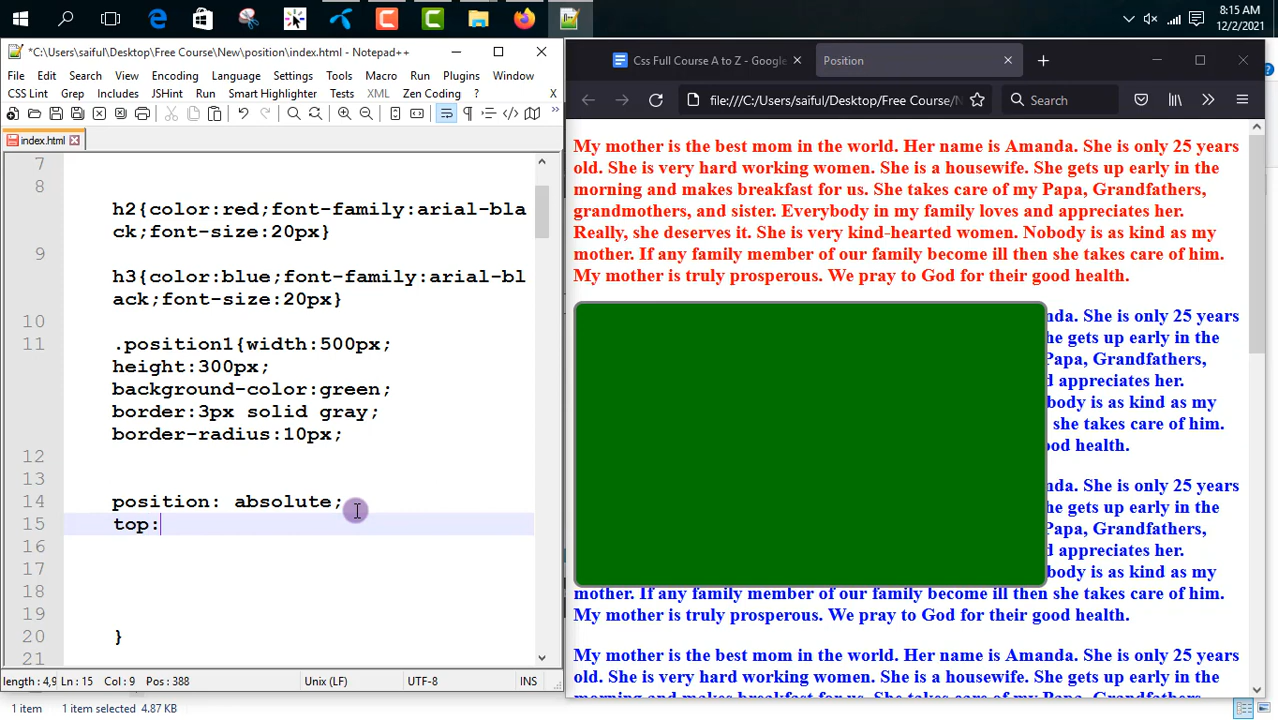 8:15 AM
12/2/2021
*C:\Users\saiful\Desktop\Free Course\New\position\index.html - Notepad++
File Edit Search View Encoding Language Settings Tools Macro Run Plugins Window
CSS Lint Grep Includes JSHint Run Smart Highlighter Tests XML Zen Coding ? X
index.html
7
8
h2{color:red;font-family:arial-bla
ck;font-size:20px}
9
h3{color:blue;font-family:arial-bl
ack;font-size:20px}
10
11 .position1{width:500px;
height:300px;
background-color:green;
border:3px solid gray;
border-radius:10px;
12
13
14 position: absolute;
15 top:
16
17
18
19
20 }
21
length : 4,9 Ln : 15 Col : 9 Pos : 388 Unix (LF) UTF-8 INS
1 item 1 item selected 4.87 KB
Css Full Course A to Z - Google
Position
file:///C:/Users/saiful/Desktop/Free Course/N
Search
My mother is the best mom in the world. Her name is Amanda. She is only 25 years
old. She is very hard working women. She is a housewife. She gets up early in the
morning and makes breakfast for us. She takes care of my Papa, Grandfathers,
grandmothers, and sister. Everybody in my family loves and appreciates her.
Really, she deserves it. She is very kind-hearted women. Nobody is as kind as my
mother. If any family member of our family become ill then she takes care of him.
My mother is truly prosperous. We pray to God for their good health.
nda. She is only 25 years
he gets up early in the
Papa, Grandfathers,
d appreciates her.
body is as kind as my
she takes care of him.
ood health.
nda. She is only 25 years
he gets up early in the
Papa, Grandfathers,
d appreciates her.
body is as kind as my
mother. If any family member of our family become ill then she takes care of him.
My mother is truly prosperous. We pray to God for their good health.
My mother is the best mom in the world. Her name is Amanda. She is only 25 years
old. She is very hard working women. She is a housewife. She gets up early in the
morning and makes breakfast for us. She takes care of my Papa, Grandfathers,